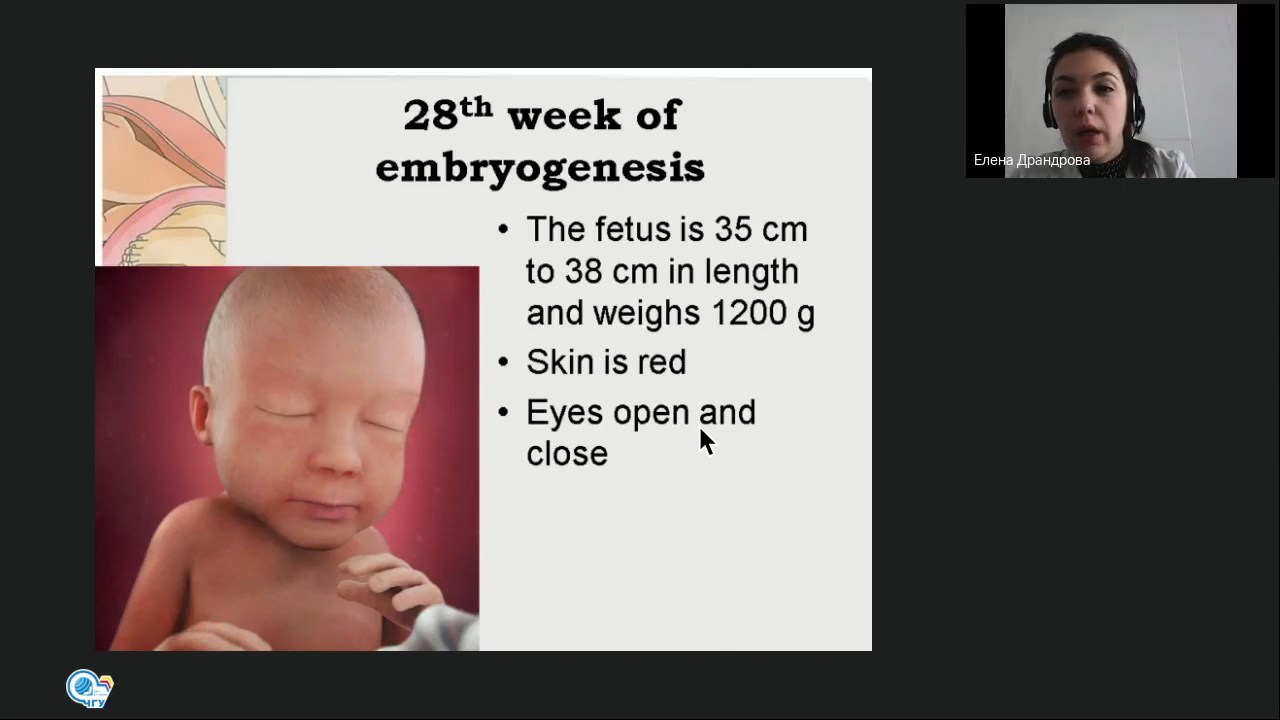 28th week of
embryogenesis
• The fetus is 35 cm
to 38 cm in length
and weighs 1200 g
• Skin is red
• Eyes open and
close
Елена Драндрова
ЧГУ